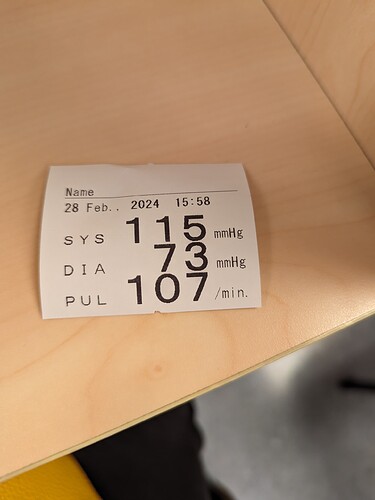 Name
28 Feb., 2024 15:58
SYS 115 mmHg
DIA 73 mmHg
PUL 107 /min.